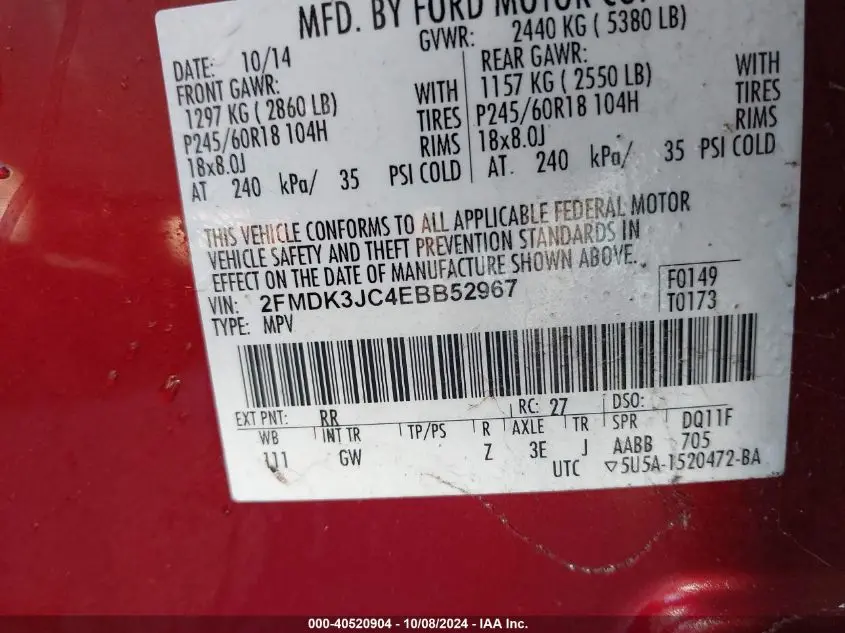 MFD. BY FORD MOTOR CO.
DATE: 10/14 GVWR: 2440 KG ( 5380 LB)
FRONT GAWR: REAR GAWR:
1297 KG ( 2860 LB) WITH 1157 KG ( 2550 LB) WITH
P245/60R18 104H TIRES P245/60R18 104H TIRES
18x8.0J RIMS 18x8.0J RIMS
AT 240 kPa/ 35 PSI COLD AT 240 kPa/ 35 PSI COLD
THIS VEHICLE CONFORMS TO ALL APPLICABLE FEDERAL MOTOR
VEHICLE SAFETY AND THEFT PREVENTION STANDARDS IN
EFFECT ON THE DATE OF MANUFACTURE SHOWN ABOVE.
VIN: 2FMDK3JC4EBB52967 F0149
TYPE: MPV T0173
EXT PNT: RR RC: 27 DSO:
WB INT TR TP/PS R AXLE TR SPR DQ11F
111 GW Z 3E J AABB 705
UTC ▽5U5A-1520472-BA
000-40520904 - 10/08/2024 - IAA Inc.